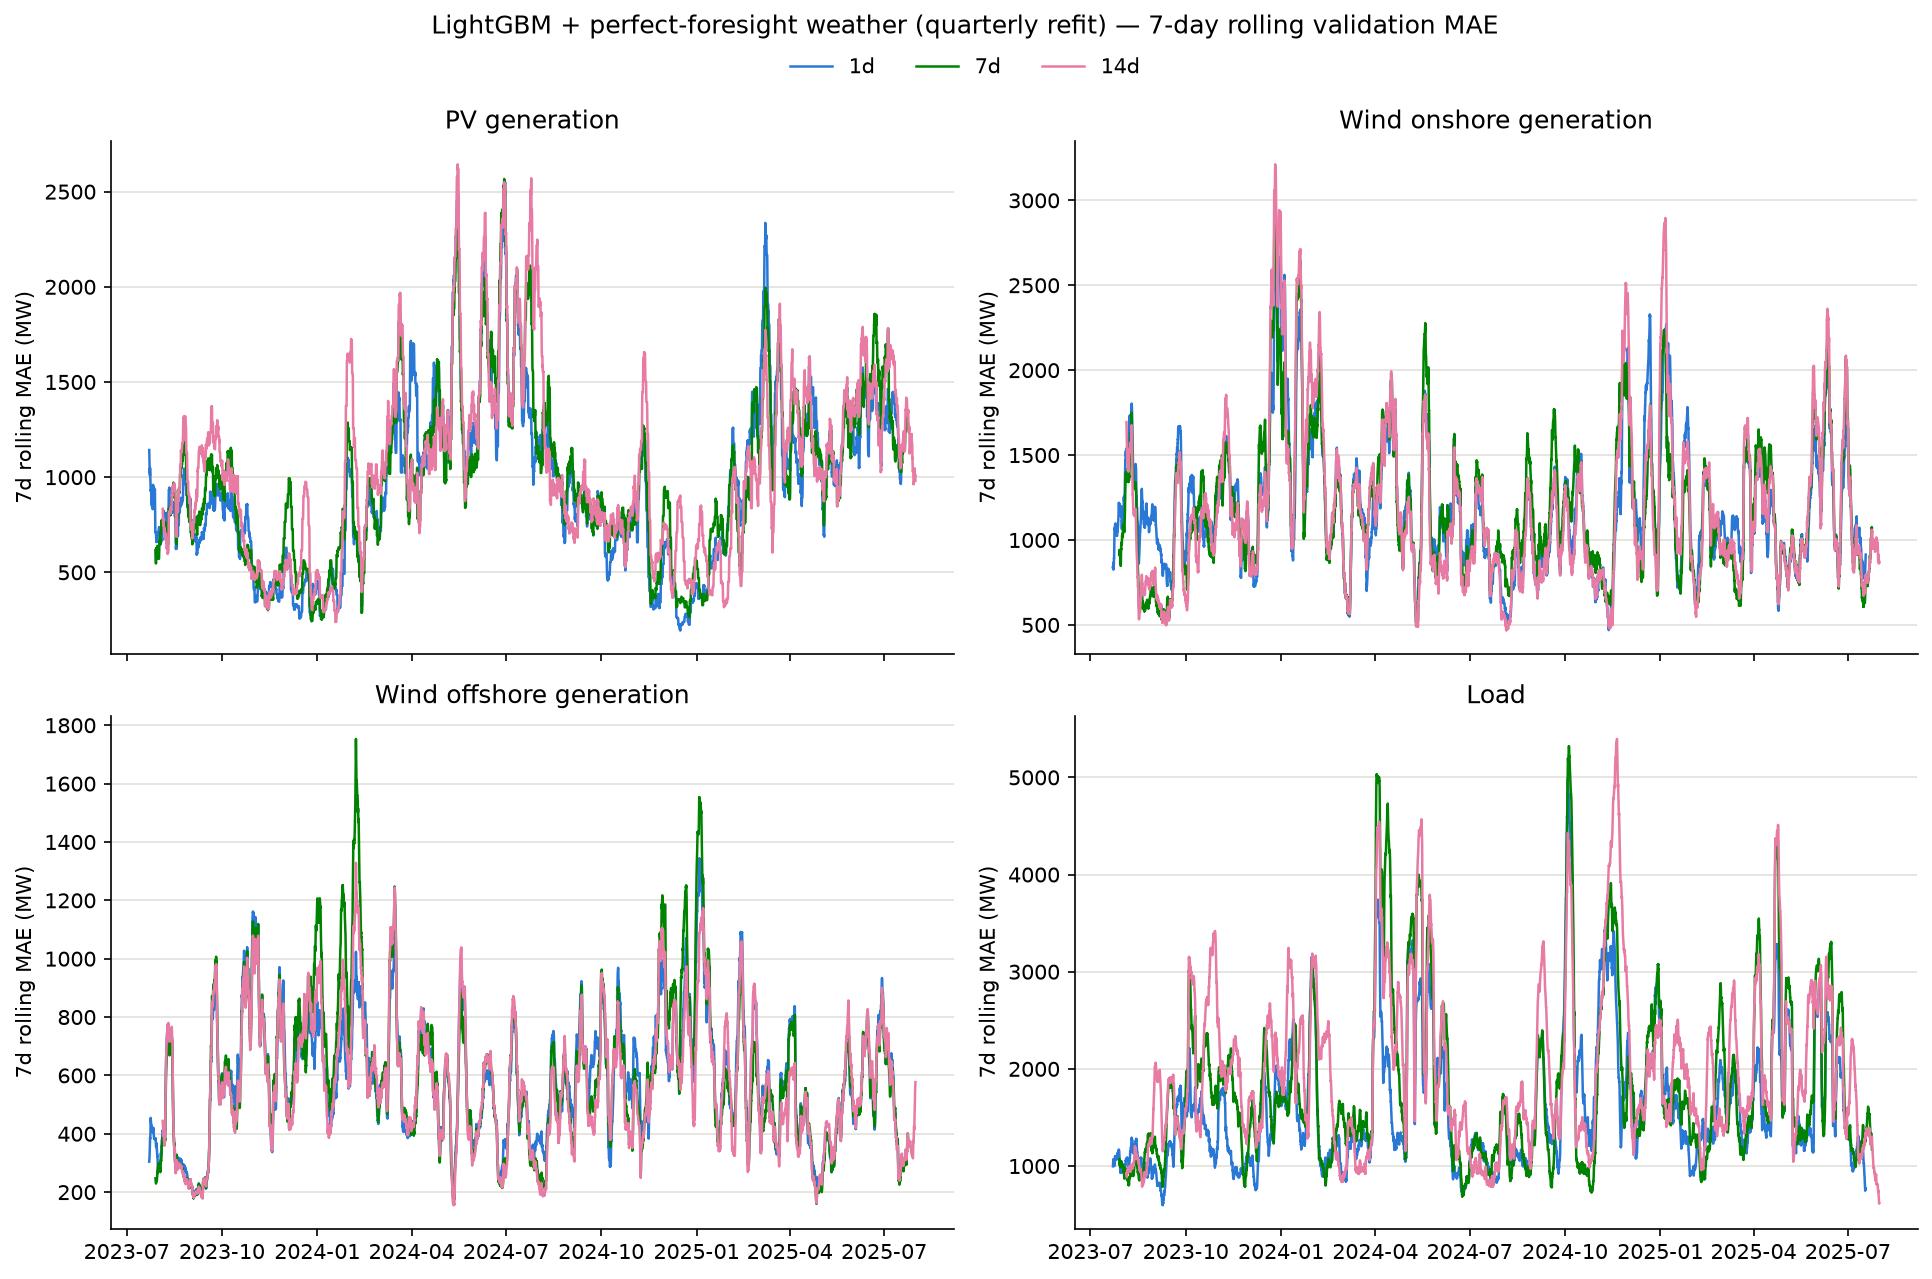 LightGBM + perfect-foresight weather (quarterly refit) — 7-day rolling validation MAE
1d 7d 14d
PV generation
7d rolling MAE (MW)
2500
2000
1500
1000
500
Wind onshore generation
7d rolling MAE (MW)
3000
2500
2000
1500
1000
500
Wind offshore generation
7d rolling MAE (MW)
1800
1600
1400
1200
1000
800
600
400
200
2023-07 2023-10 2024-01 2024-04 2024-07 2024-10 2025-01 2025-04 2025-07
Load
7d rolling MAE (MW)
5000
4000
3000
2000
1000
2023-07 2023-10 2024-01 2024-04 2024-07 2024-10 2025-01 2025-04 2025-07